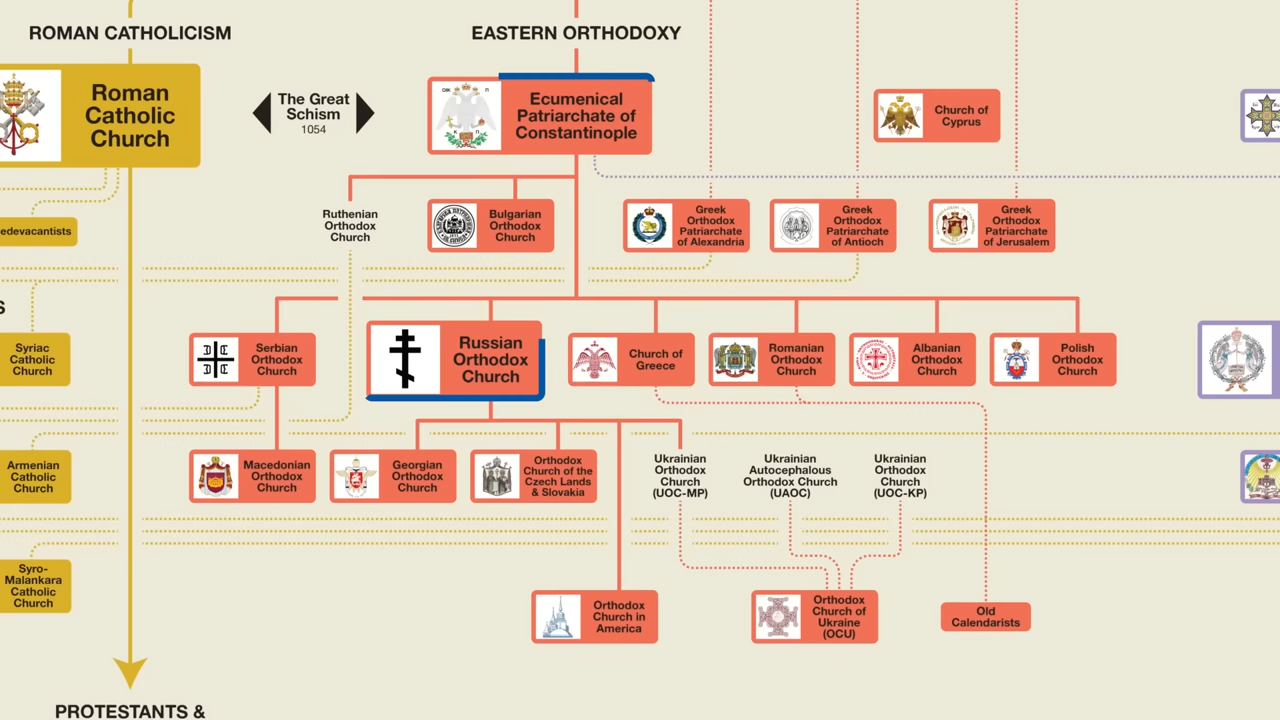 ROMAN CATHOLICISM
EASTERN ORTHODOXY
Roman
Catholic
Church
The Great
Schism
1054
Ecumenical
Patriarchate of
Constantinople
Church of
Cyprus
edevacantists
Ruthenian
Orthodox
Church
Bulgarian
Orthodox
Church
Greek
Orthodox
Patriarchate
of Alexandria
Greek
Orthodox
Patriarchate
of Antioch
Greek
Orthodox
Patriarchate
of Jerusalem
S
Syriac
Catholic
Church
Serbian
Orthodox
Church
Russian
Orthodox
Church
Church of
Greece
Romanian
Orthodox
Church
Albanian
Orthodox
Church
Polish
Orthodox
Church
Armenian
Catholic
Church
Macedonian
Orthodox
Church
Georgian
Orthodox
Church
Orthodox
Church of the
Czech Lands
& Slovakia
Ukrainian
Orthodox
Church
(UOC-MP)
Ukrainian
Autocephalous
Orthodox Church
(UAOC)
Ukrainian
Orthodox
Church
(UOC-KP)
Syro-
Malankara
Catholic
Church
Orthodox
Church in
America
Orthodox
Church of
Ukraine
(OCU)
Old
Calendarists
PROTESTANTS &